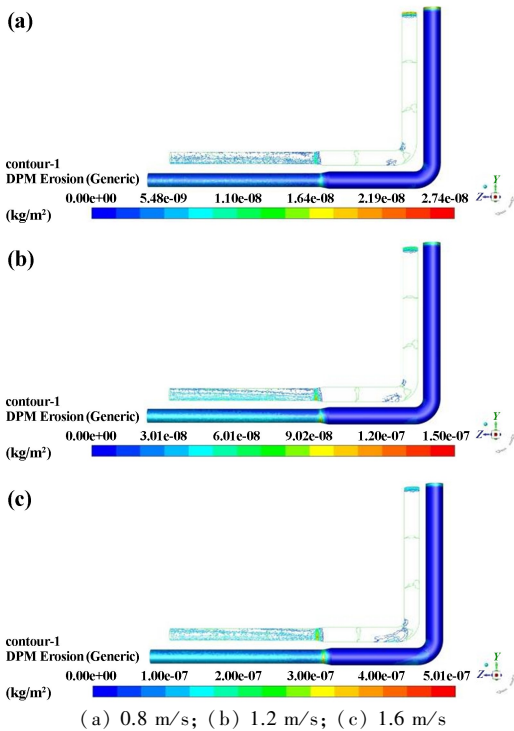 (a)
contour-1
DPM Erosion (Generic)
0.00e+00 5.48e-09 1.10e-08 1.64e-08 2.19e-08 2.74e-08
(kg/m²)
Y
Z
(b)
contour-1
DPM Erosion (Generic)
0.00e+00 3.01e-08 6.01e-08 9.02e-08 1.20e-07 1.50e-07
(kg/m²)
Y
Z
(c)
contour-1
DPM Erosion (Generic)
0.00e+00 1.00e-07 2.00e-07 3.00e-07 4.00e-07 5.01e-07
(kg/m²)
Y
Z
(a) 0.8 m/s; (b) 1.2 m/s; (c) 1.6 m/s